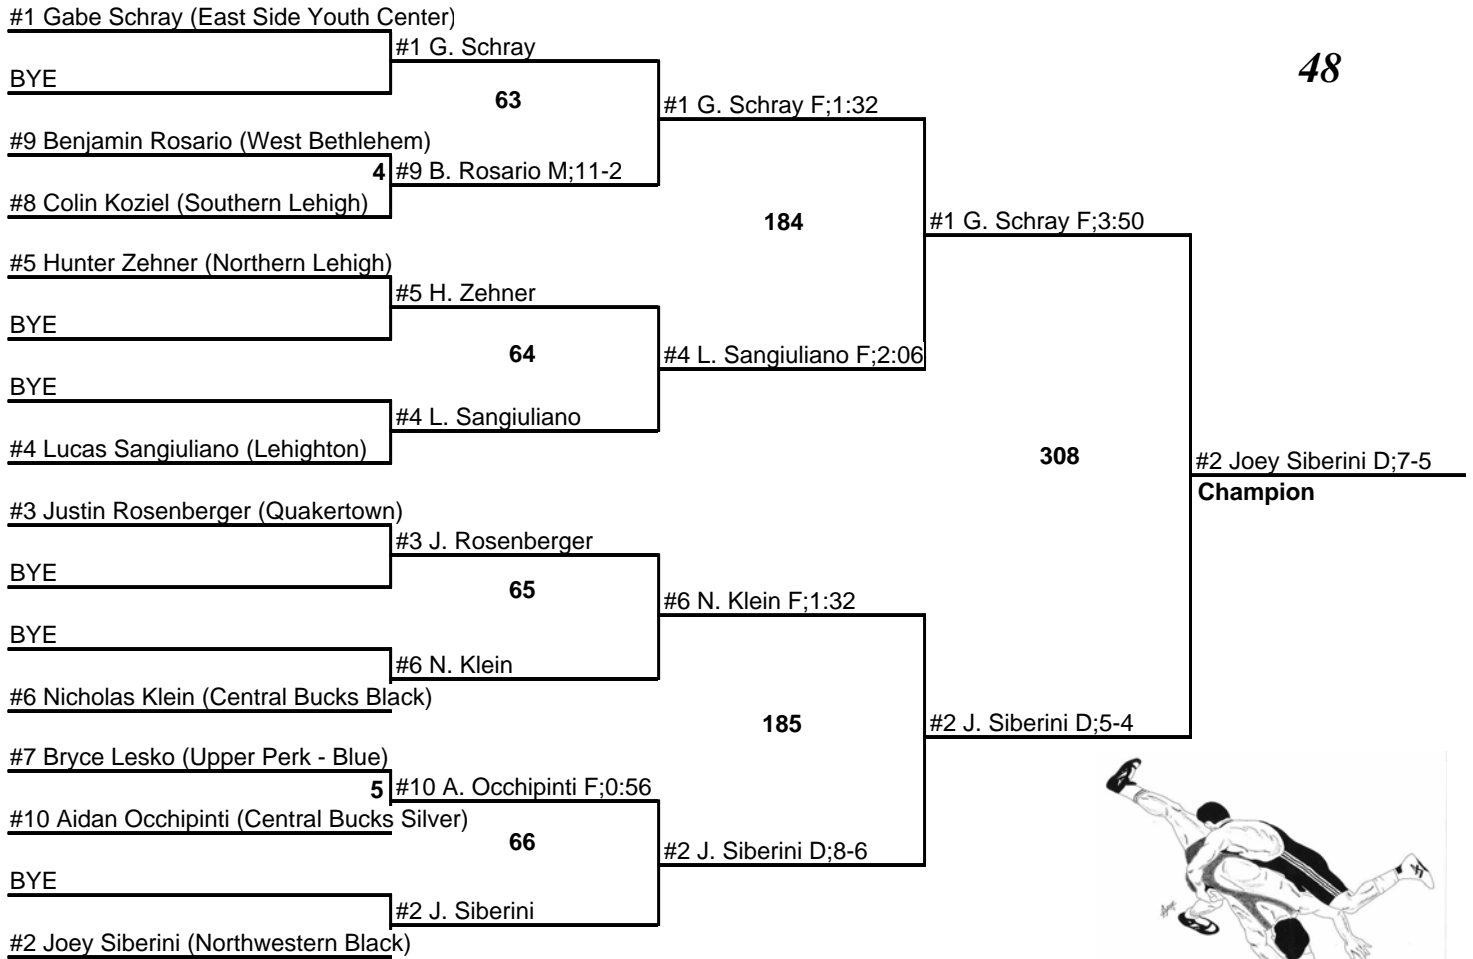 #1 Gabe Schray (East Side Youth Center)
#1 G. Schray
48
BYE
63
#1 G. Schray F;1:32
#9 Benjamin Rosario (West Bethlehem)
4
#9 B. Rosario M;11-2
#8 Colin Koziel (Southern Lehigh)
184
#1 G. Schray F;3:50
#5 Hunter Zehner (Northern Lehigh)
#5 H. Zehner
BYE
64
#4 L. Sangiuliano F;2:06
BYE
#4 L. Sangiuliano
#4 Lucas Sangiuliano (Lehighton)
308
#2 Joey Siberini D;7-5
Champion
#3 Justin Rosenberger (Quakertown)
#3 J. Rosenberger
BYE
65
#6 N. Klein F;1:32
BYE
#6 N. Klein
#6 Nicholas Klein (Central Bucks Black)
185
#2 J. Siberini D;5-4
#7 Bryce Lesko (Upper Perk - Blue)
5
#10 A. Occhipinti F;0:56
#10 Aidan Occhipinti (Central Bucks Silver)
66
#2 J. Siberini D;8-6
BYE
#2 J. Siberini
#2 Joey Siberini (Northwestern Black)